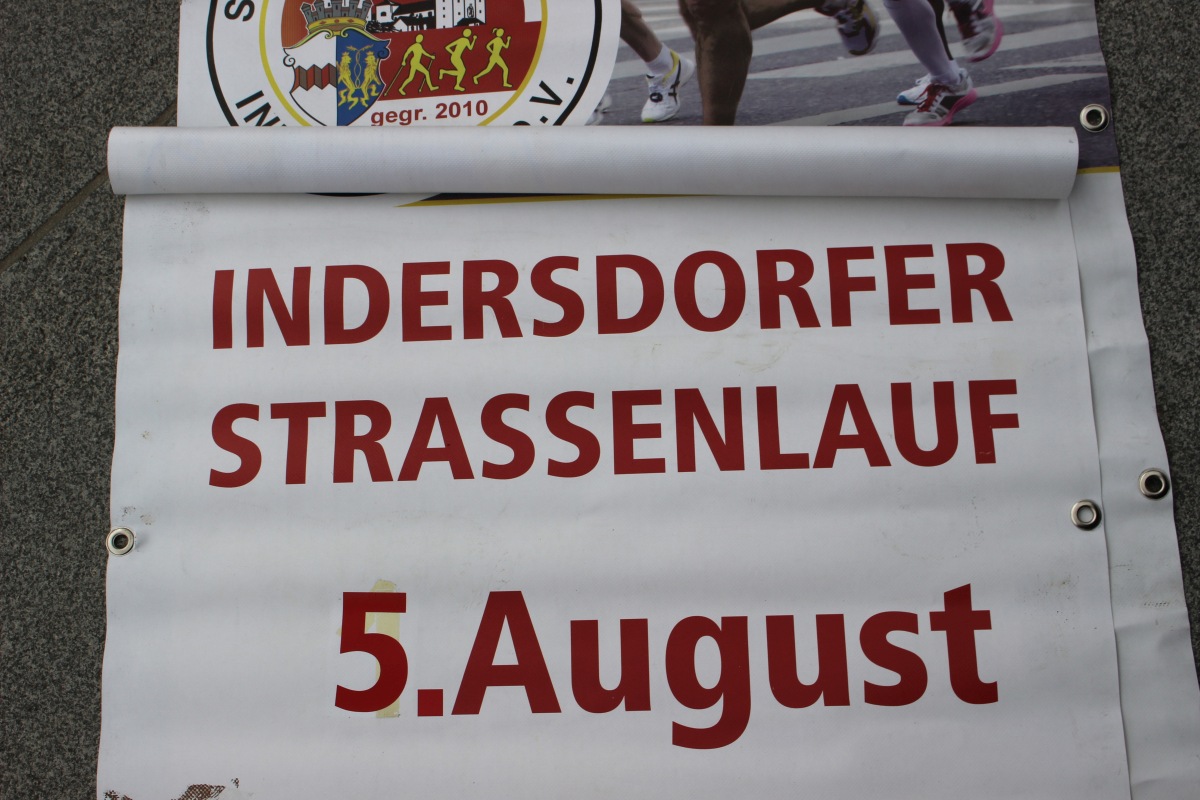 gegr. 2010
INDERSDORFER
STRASSENLAUF
5.August